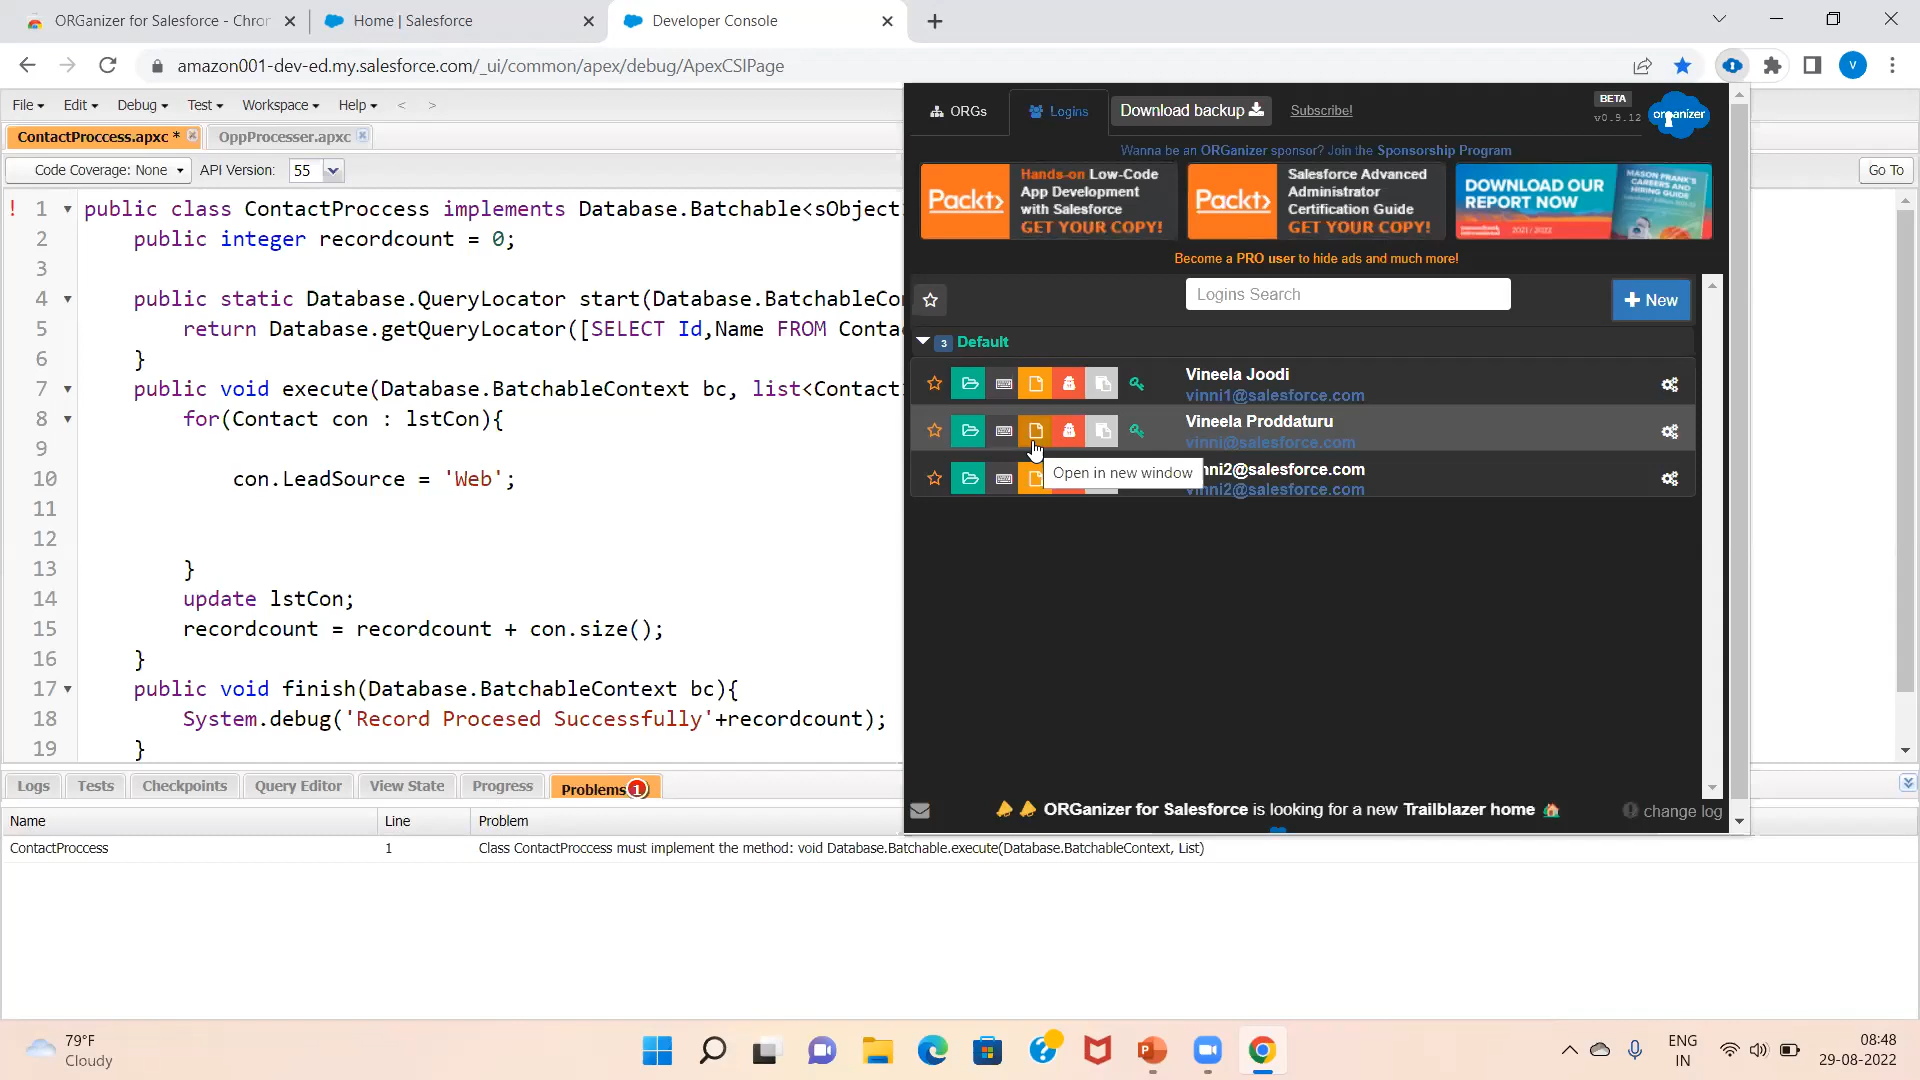 ORGanizer for Salesforce - Chron
Home | Salesforce
Developer Console
amazon001-dev-ed.my.salesforce.com/_ui/common/apex/debug/ApexCSIPage
V
File Edit Debug Test Workspace Help < >
ContactProccess.apxc *
OppProcesser.apxc
Code Coverage: None API Version: 55
Go To
! 1 public class ContactProccess implements Database.Batchable<sObject
2 public integer recordcount = 0;
3
4 public static Database.QueryLocator start(Database.BatchableCo
5 return Database.getQueryLocator([SELECT Id,Name FROM Conta
6 }
7 public void execute(Database.BatchableContext bc, list<Contact
8 for(Contact con : lstCon){
9
10 con.LeadSource = 'Web';
11
12
13 }
14 update lstCon;
15 recordcount = recordcount + con.size();
16 }
17 public void finish(Database.BatchableContext bc){
18 System.debug('Record Procesed Successfully'+recordcount);
19 }
ORGs
Logins
Download backup
Subscribe!
BETA
v0.9.12
organizer
Wanna be an ORGanizer sponsor? Join the Sponsorship Program
Packt>
Hands-on Low-Code
App Development
with Salesforce
GET YOUR COPY!
Packt>
Salesforce Advanced
Administrator
Certification Guide
GET YOUR COPY!
DOWNLOAD OUR
REPORT NOW
2021 / 2022
MASON FRANK'S
CAREERS AND
HIRING GUIDE
Become a PRO user to hide ads and much more!
Logins Search
+ New
3 Default
Vineela Joodi
vinni1@salesforce.com
Vineela Proddaturu
vinni@salesforce.com
Open in new window
nni2@salesforce.com
vinni2@salesforce.com
ORGanizer for Salesforce is looking for a new Trailblazer home
change log
Logs Tests Checkpoints Query Editor View State Progress Problems 1
Name Line Problem
ContactProccess 1 Class ContactProccess must implement the method: void Database.Batchable.execute(Database.BatchableContext, List)
79°F
Cloudy
ENG
IN
08:48
29-08-2022